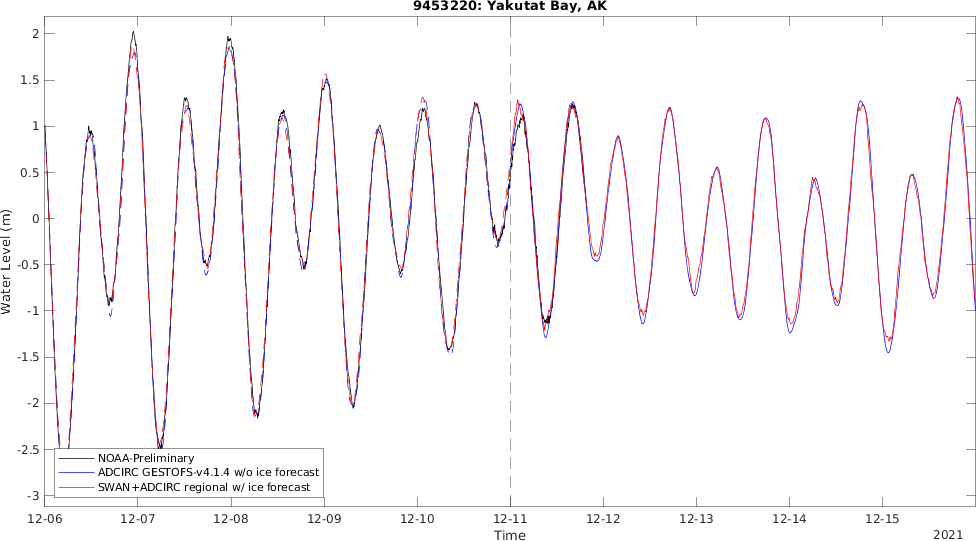 9453220: Yakutat Bay, AK
Water Level (m)
2
1.5
1
0.5
0
-0.5
-1
-1.5
-2
-2.5
-3
NOAA-Preliminary
ADCIRC GESTOFS-v4.1.4 w/o ice forecast
SWAN+ADCIRC regional w/ ice forecast
12-06 12-07 12-08 12-09 12-10 12-11 12-12 12-13 12-14 12-15
Time
2021